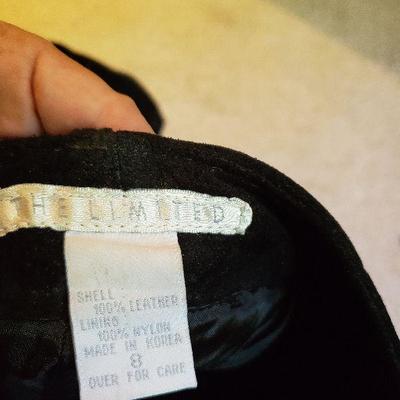 THE LIMITED
SHELL
100% LEATHER
LINING
100% NYLON
MADE IN KOREA
8
OVER FOR CARE